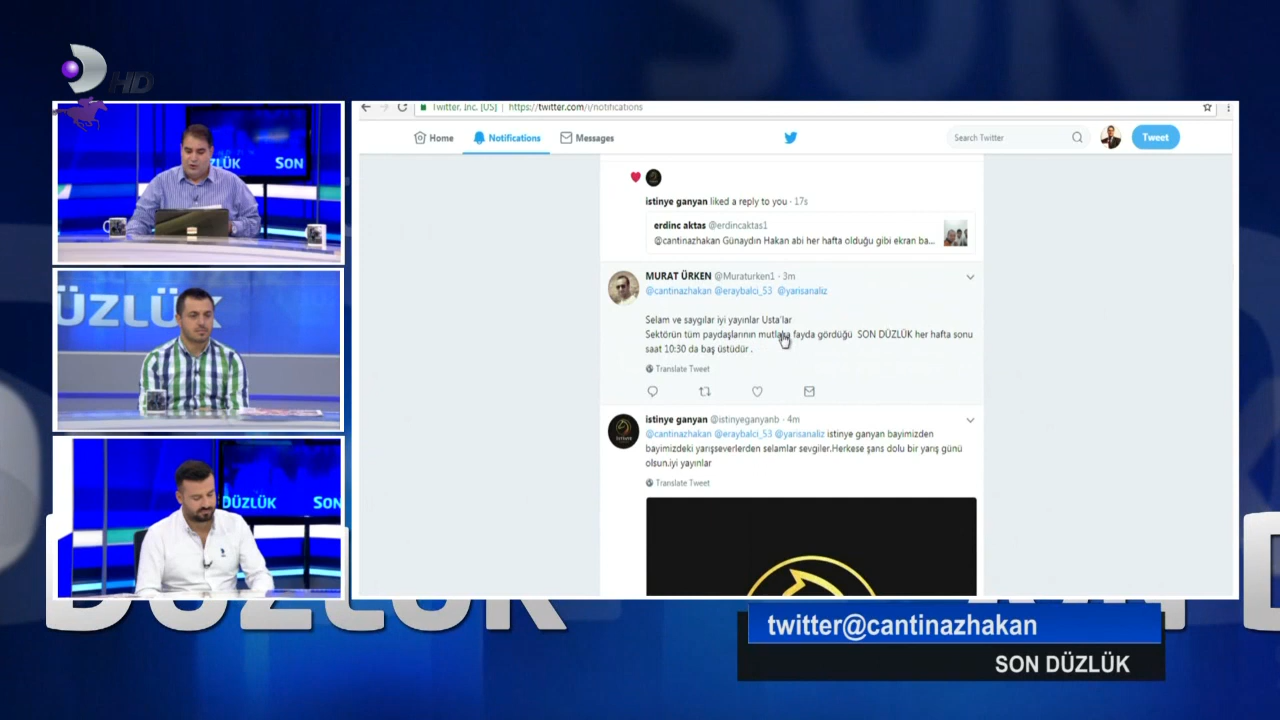 HD
SON
ZLÜK
SON
DÜZLÜK
DÜZLÜK
SON
Twitter, Inc. [US] | https://twitter.com/i/notifications
Home
Notifications
Messages
Search Twitter
Tweet
istinye ganyan liked a reply to you · 17s
erdinc aktas @erdincaktas1
@cantinazhakan Günaydın Hakan abi her hafta olduğu gibi ekran ba...
MURAT ÜRKEN @Muraturken1 · 3m
@cantinazhakan @eraybalci_53 @yarisanaliz
Selam ve saygılar iyi yayınlar Usta'lar
Sektörün tüm paydaşlarının mutlaka fayda gördüğü SON DÜZLÜK her hafta sonu
saat 10:30 da baş üstüdür .
Translate Tweet
istinye ganyan @istinyeganyanb · 4m
@cantinazhakan @eraybalci_53 @yarisanaliz istinye ganyan bayimizden
bayimizdeki yarışseverlerden selamlar sevgiler.Herkese şans dolu bir yarış günü
olsun.iyi yayınlar
Translate Tweet
DÜZLÜK
twitter@cantinazhakan
SON DÜZLÜK